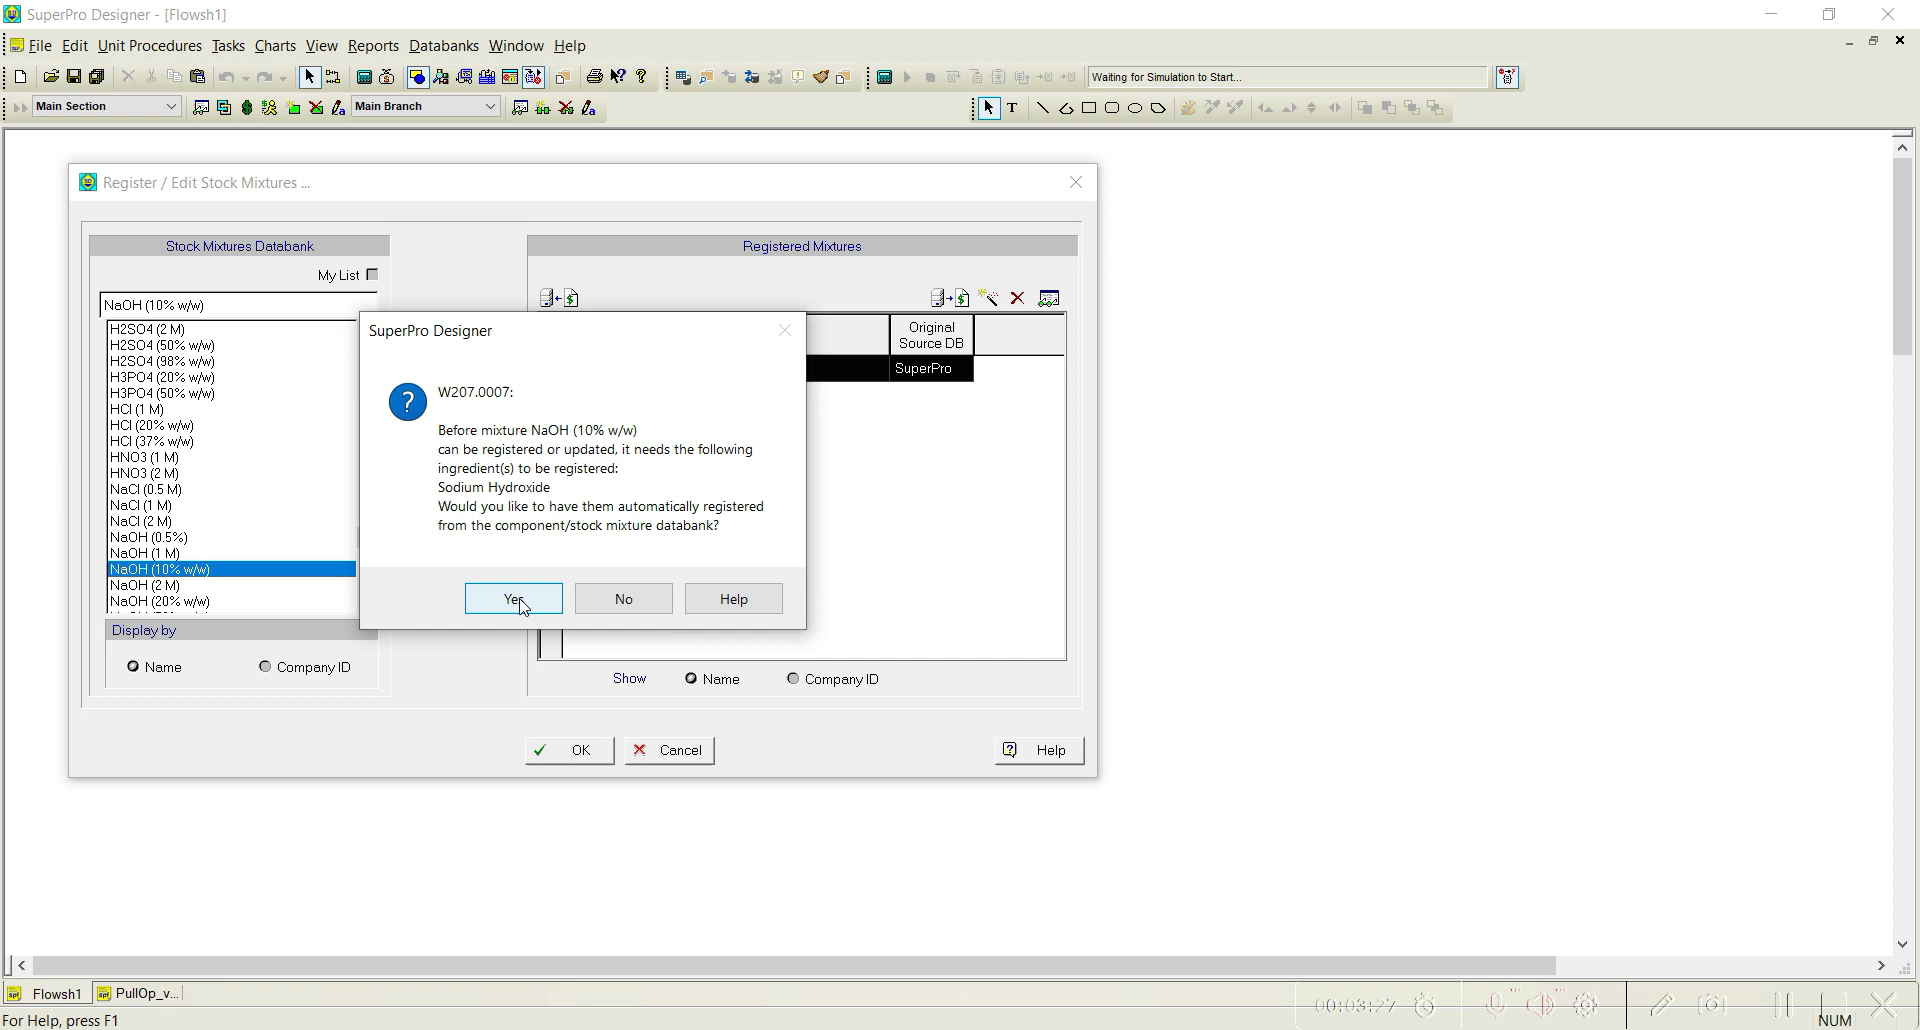 SuperPro Designer - [Flowsh1]
File Edit Unit Procedures Tasks Charts View Reports Databanks Window Help
Waiting for Simulation to Start...
Main Section
Main Branch
Register / Edit Stock Mixtures ...
Stock Mixtures Databank
Registered Mixtures
My List
NaOH (10% w/w)
H2SO4 (2 M)
H2SO4 (50% w/w)
H2SO4 (98% w/w)
H3PO4 (20% w/w)
H3PO4 (50% w/w)
HCl (1 M)
HCl (20% w/w)
HCl (37% w/w)
HNO3 (1 M)
HNO3 (2 M)
NaCl (0.5 M)
NaCl (1 M)
NaCl (2 M)
NaOH (0.5%)
NaOH (1 M)
NaOH (10% w/w)
NaOH (2 M)
NaOH (20% w/w)
Display by
Name
Company ID
Original
Source DB
SuperPro
SuperPro Designer
W207.0007:
Before mixture NaOH (10% w/w)
can be registered or updated, it needs the following
ingredient(s) to be registered:
Sodium Hydroxide
Would you like to have them automatically registered
from the component/stock mixture databank?
Yes
No
Help
Show
Name
Company ID
OK
Cancel
Help
Flowsh1
PullOp_v...
00:03:27
For Help, press F1
NUM